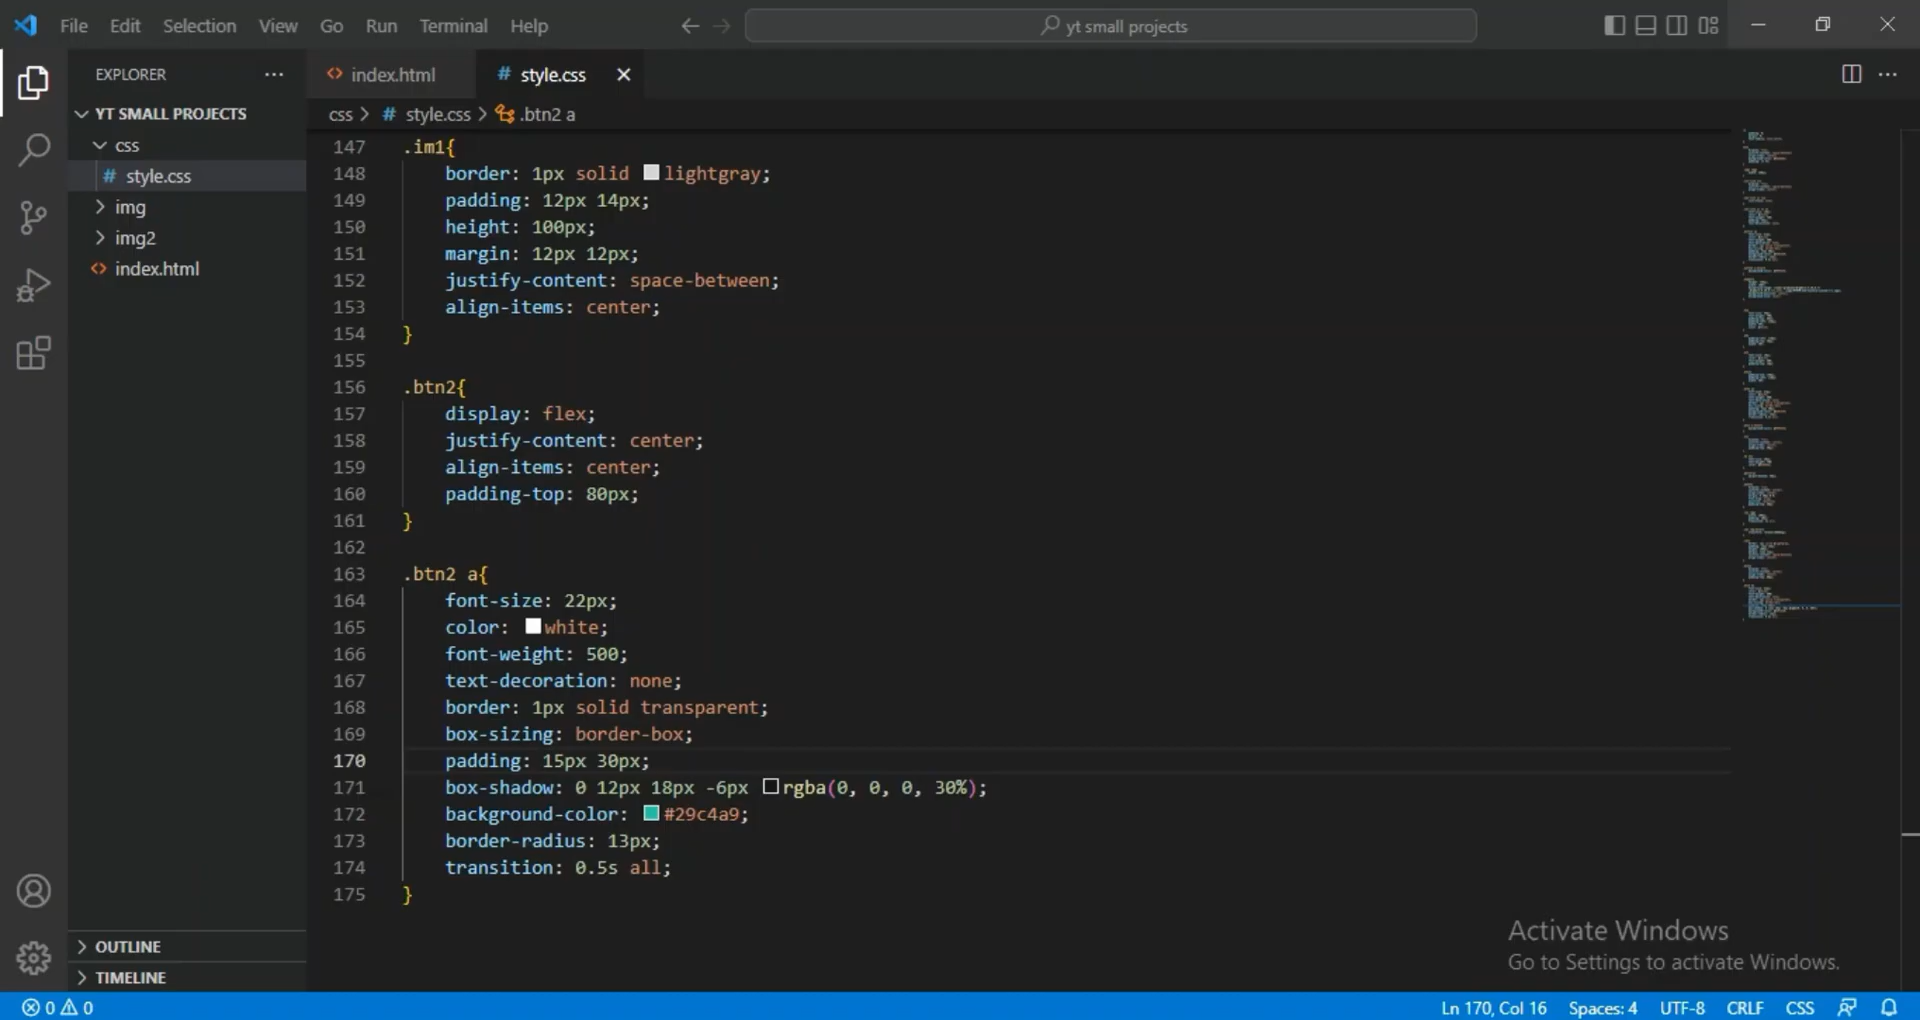 File Edit Selection View Go Run Terminal Help
yt small projects
EXPLORER
YT SMALL PROJECTS
css
# style.css
img
img2
<> index.html
OUTLINE
TIMELINE
<> index.html
# style.css
css > # style.css > .btn2 a
147 .im1{
148 border: 1px solid lightgray;
149 padding: 12px 14px;
150 height: 100px;
151 margin: 12px 12px;
152 justify-content: space-between;
153 align-items: center;
154 }
155
156 .btn2{
157 display: flex;
158 justify-content: center;
159 align-items: center;
160 padding-top: 80px;
161 }
162
163 .btn2 a{
164 font-size: 22px;
165 color: white;
166 font-weight: 500;
167 text-decoration: none;
168 border: 1px solid transparent;
169 box-sizing: border-box;
170 padding: 15px 30px;
171 box-shadow: 0 12px 18px -6px rgba(0, 0, 0, 30%);
172 background-color: #29c4a9;
173 border-radius: 13px;
174 transition: 0.5s all;
175 }
Activate Windows
Go to Settings to activate Windows.
0 0
Ln 170, Col 16 Spaces: 4 UTF-8 CRLF CSS